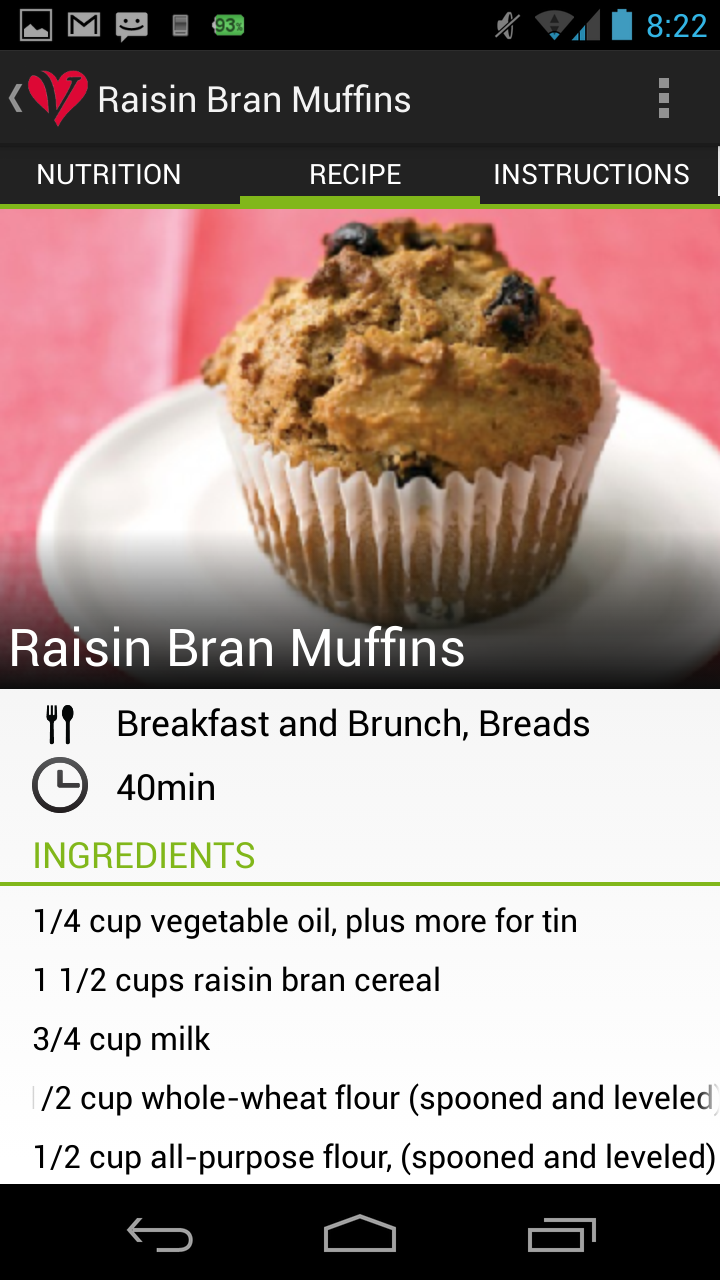 93%
8:22
Raisin Bran Muffins
NUTRITION
RECIPE
INSTRUCTIONS
Raisin Bran Muffins
Breakfast and Brunch, Breads
40min
INGREDIENTS
1/4 cup vegetable oil, plus more for tin
1 1/2 cups raisin bran cereal
3/4 cup milk
1/2 cup whole-wheat flour (spooned and leveled)
1/2 cup all-purpose flour, (spooned and leveled)